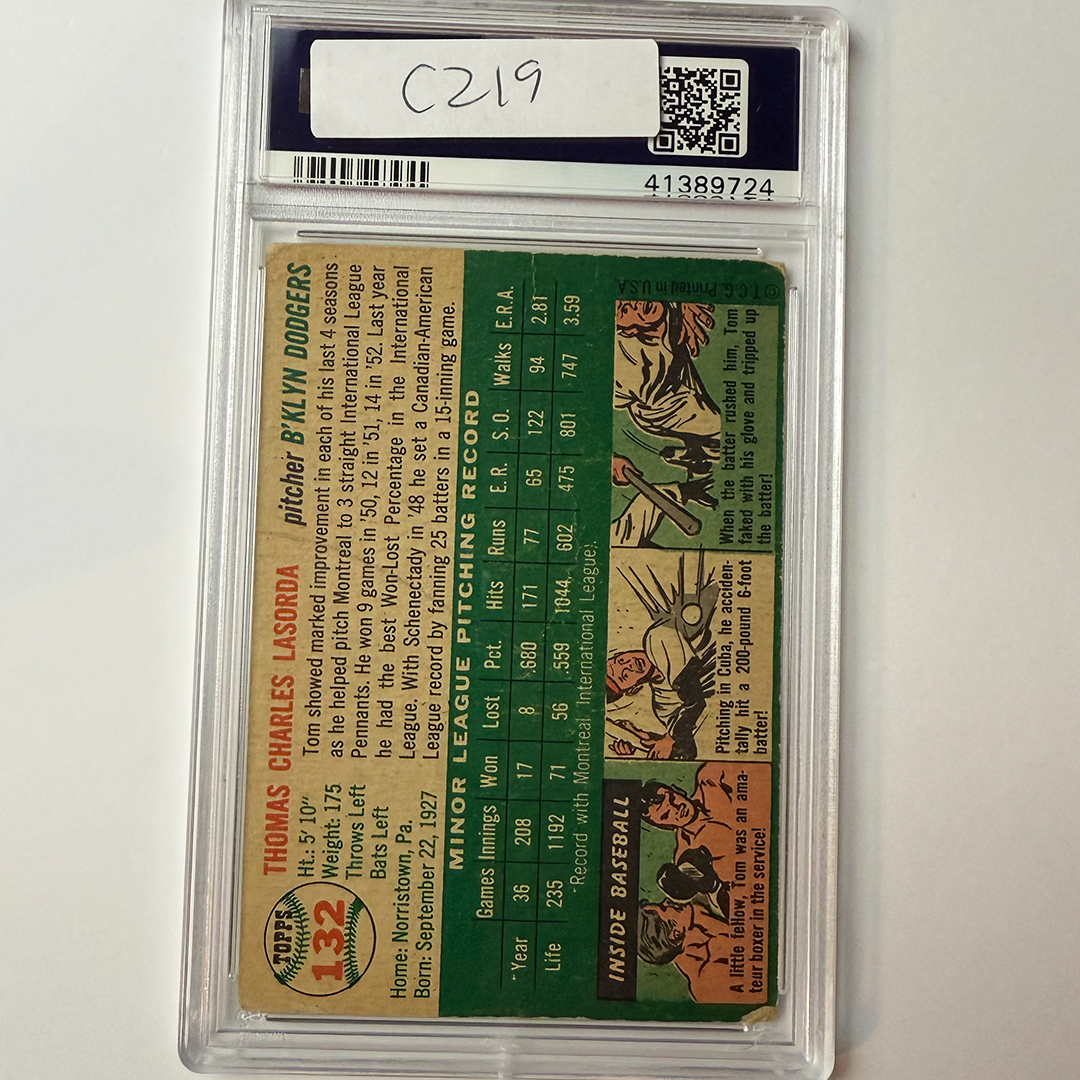 C219
41389724
TOPPS
132
THOMAS CHARLES LASORDA
pitcher B'KLYN DODGERS
Ht.: 5' 10"
Weight: 175
Throws Left
Bats Left
Home: Norristown, Pa.
Born: September 22, 1927
Tom showed marked improvement in each of his last 4 seasons
as he helped pitch Montreal to 3 straight International League
Pennants. He won 9 games in '50, 12 in '51, 14 in '52. Last year
he had the best Won-Lost Percentage in the International
League. With Schenectady in '48 he set a Canadian-American
League record by fanning 25 batters in a 15-inning game.
MINOR LEAGUE PITCHING RECORD
Games Innings Won Lost Pct. Hits Runs E.R. S.O. Walks E.R.A.
*Year 36 208 17 8 .680 171 77 65 122 94 2.81
Life 235 1192 71 56 .559 1044 602 475 801 747 3.59
*Record with Montreal (International League).
INSIDE BASEBALL
A little fellow, Tom was an ama-
teur boxer in the service!
Pitching in Cuba, he acciden-
tally hit a 200-pound 6-foot
batter!
When the batter rushed him, Tom
faked with his glove and tripped up
the batter!
© T.C.G. Printed in U.S.A.